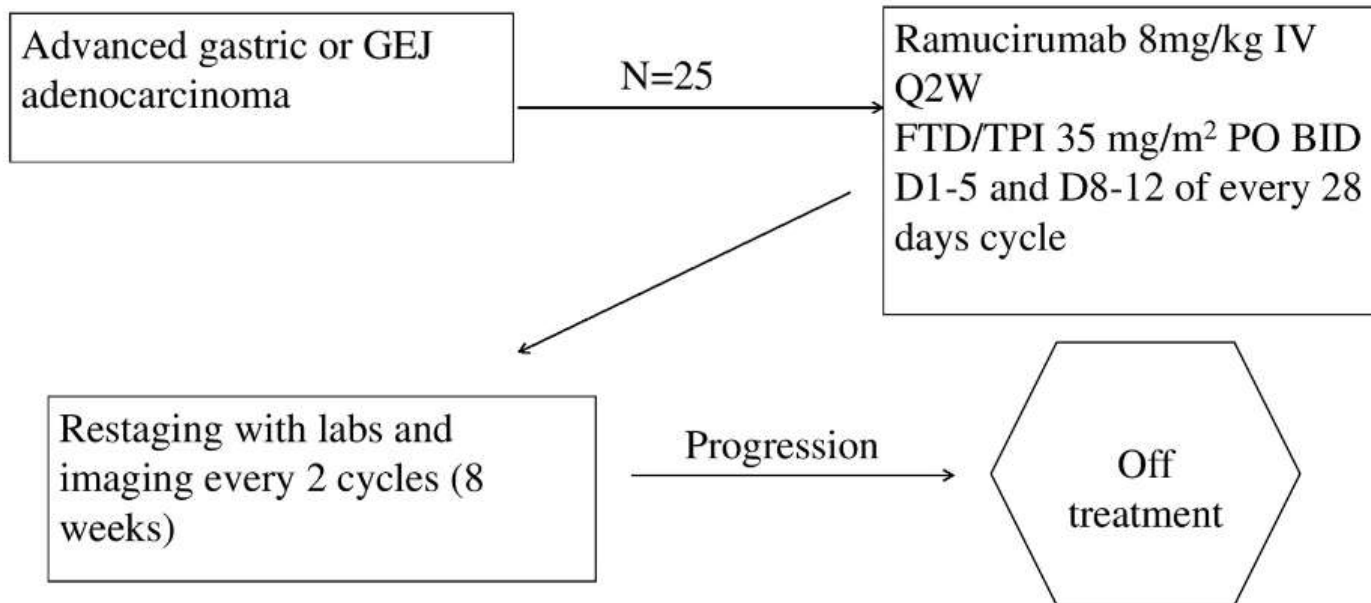 Advanced gastric or GEJ
adenocarcinoma
N=25
Ramucirumab 8mg/kg IV
Q2W
FTD/TPI 35 mg/m² PO BID
D1-5 and D8-12 of every 28
days cycle
Restaging with labs and
imaging every 2 cycles (8
weeks)
Progression
Off
treatment